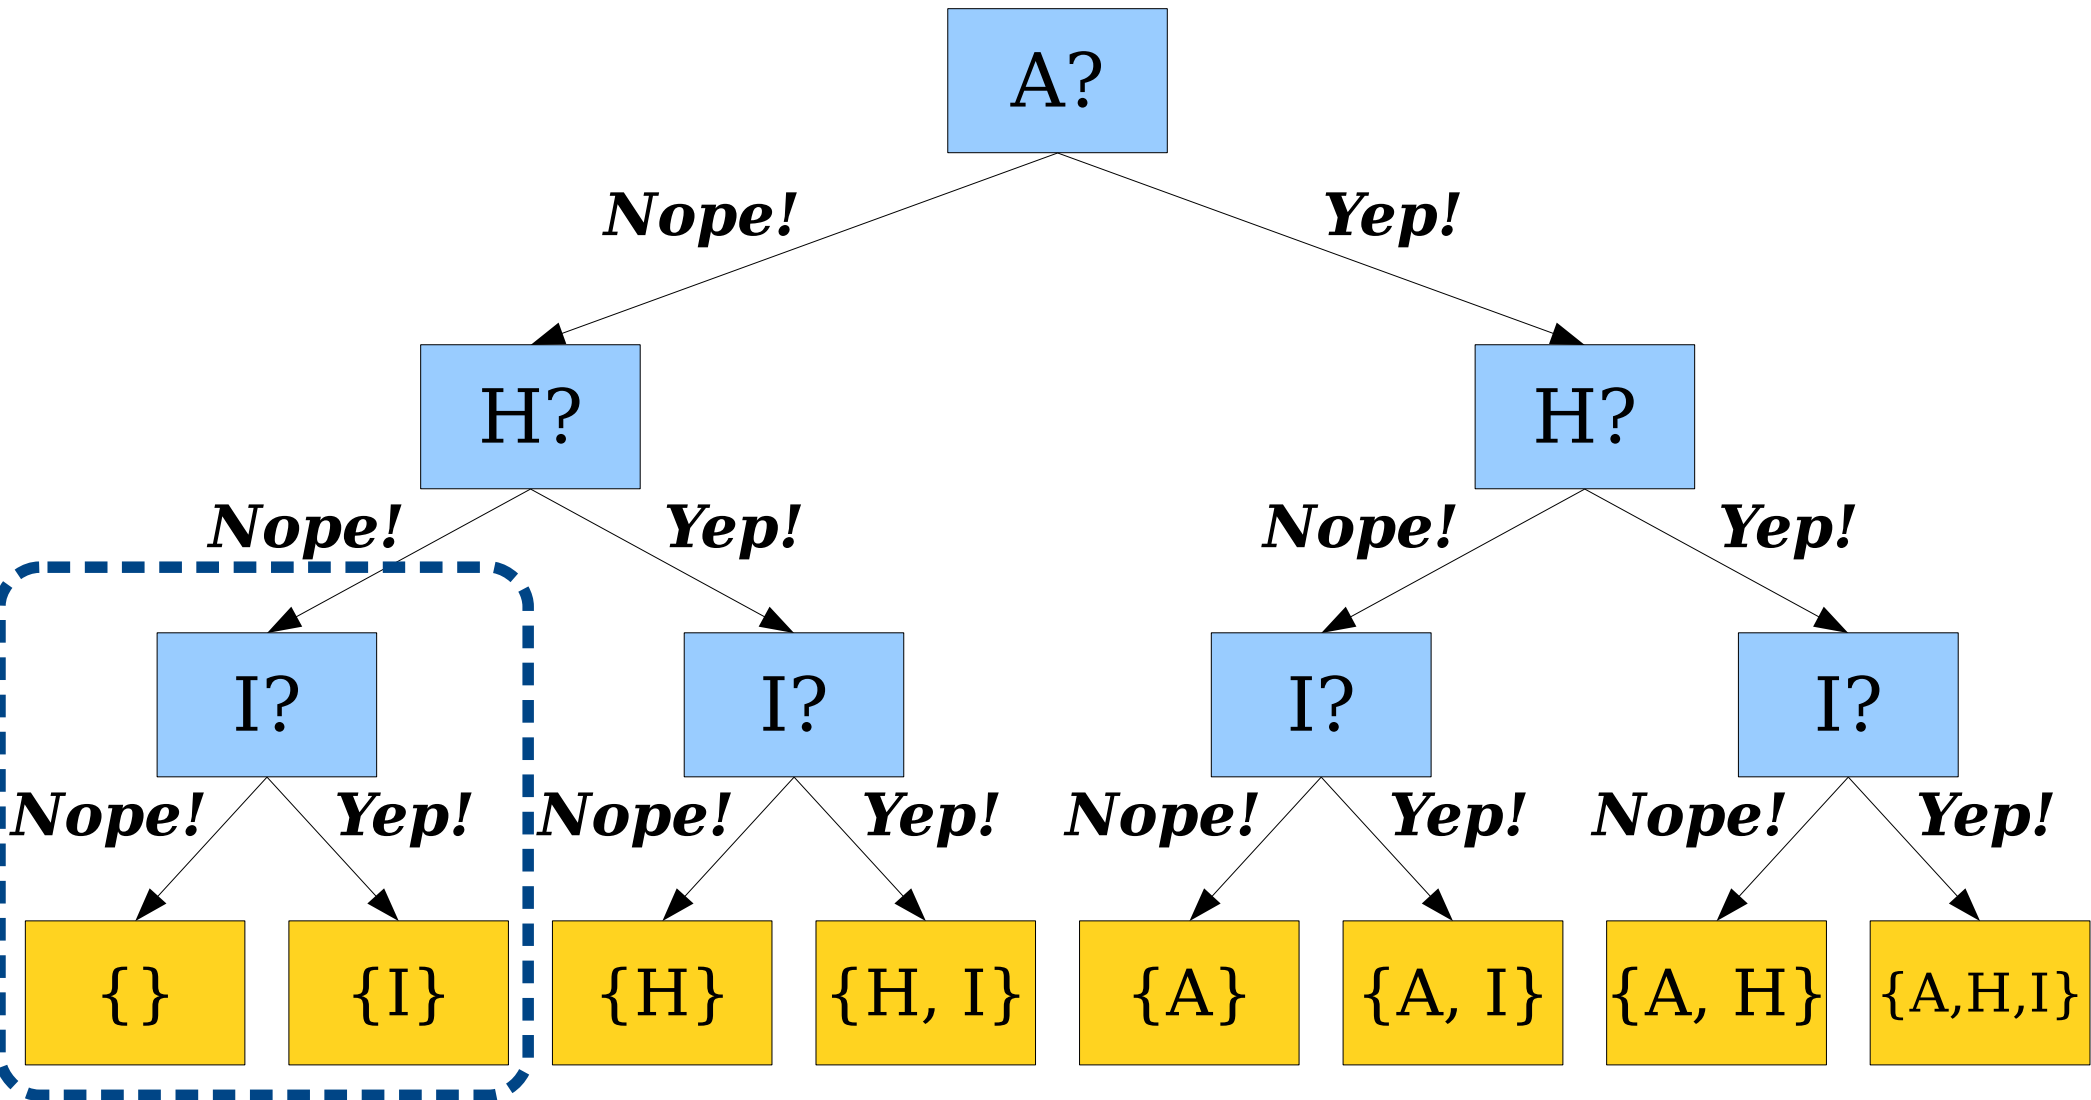 A?
Nope!
Yep!
H?
H?
Nope!
Yep!
Nope!
Yep!
I?
I?
I?
I?
Nope!
Yep!
Nope!
Yep!
Nope!
Yep!
Nope!
Yep!
{}
{I}
{H}
{H, I}
{A}
{A, I}
{A, H}
{A,H,I}